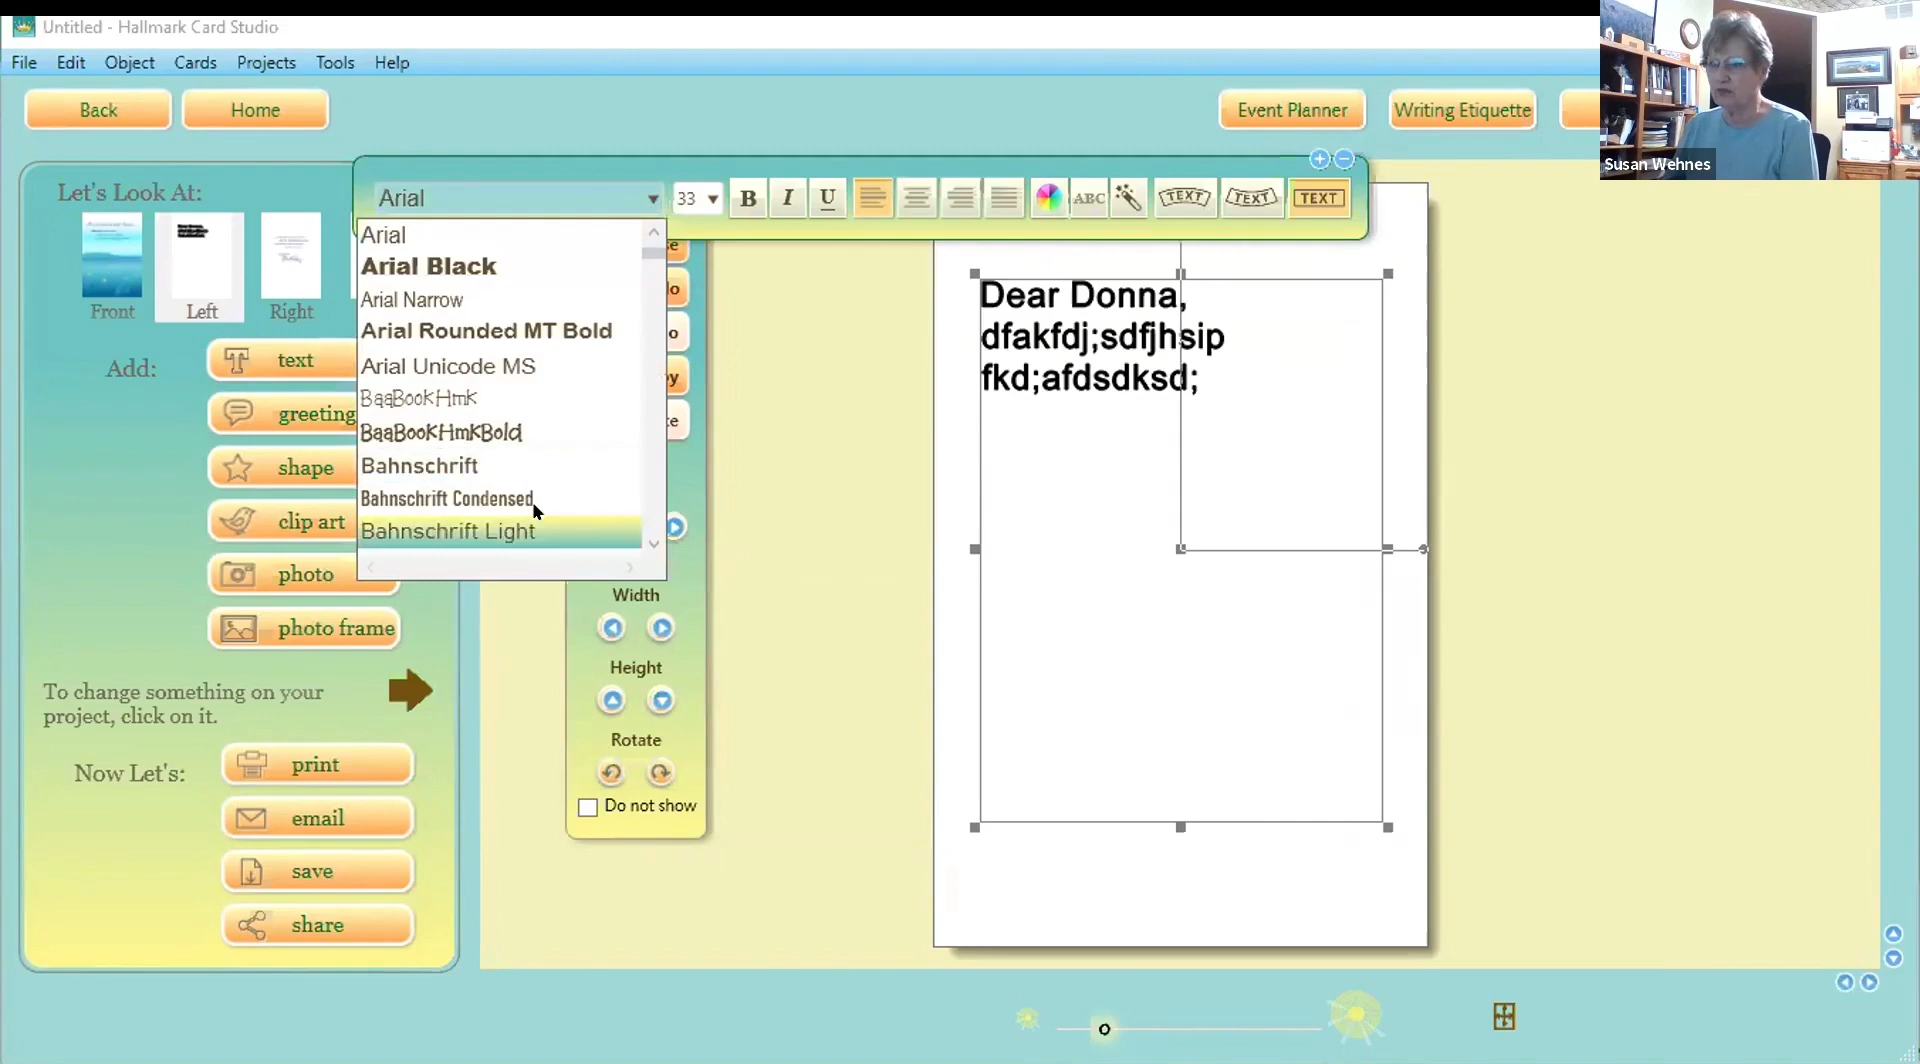 Untitled - Hallmark Card Studio
File Edit Object Cards Projects Tools Help
Back Home Event Planner Writing Etiquette
Susan Wehnes
Let's Look At:
Front Left Right
Arial 33 B I U ABC TEXT TEXT TEXT
Arial
Arial Black
Arial Narrow
Arial Rounded MT Bold
Arial Unicode MS
BaaBookHmk
BaaBookHmkBold
Bahnschrift
Bahnschrift Condensed
Bahnschrift Light
Add:
text
greeting
shape
clip art
photo
photo frame
To change something on your
project, click on it.
Now Let's:
print
email
save
share
Width
Height
Rotate
Do not show
Dear Donna,
dfakfdj;sdfjhsip
fkd;afdsdksd;